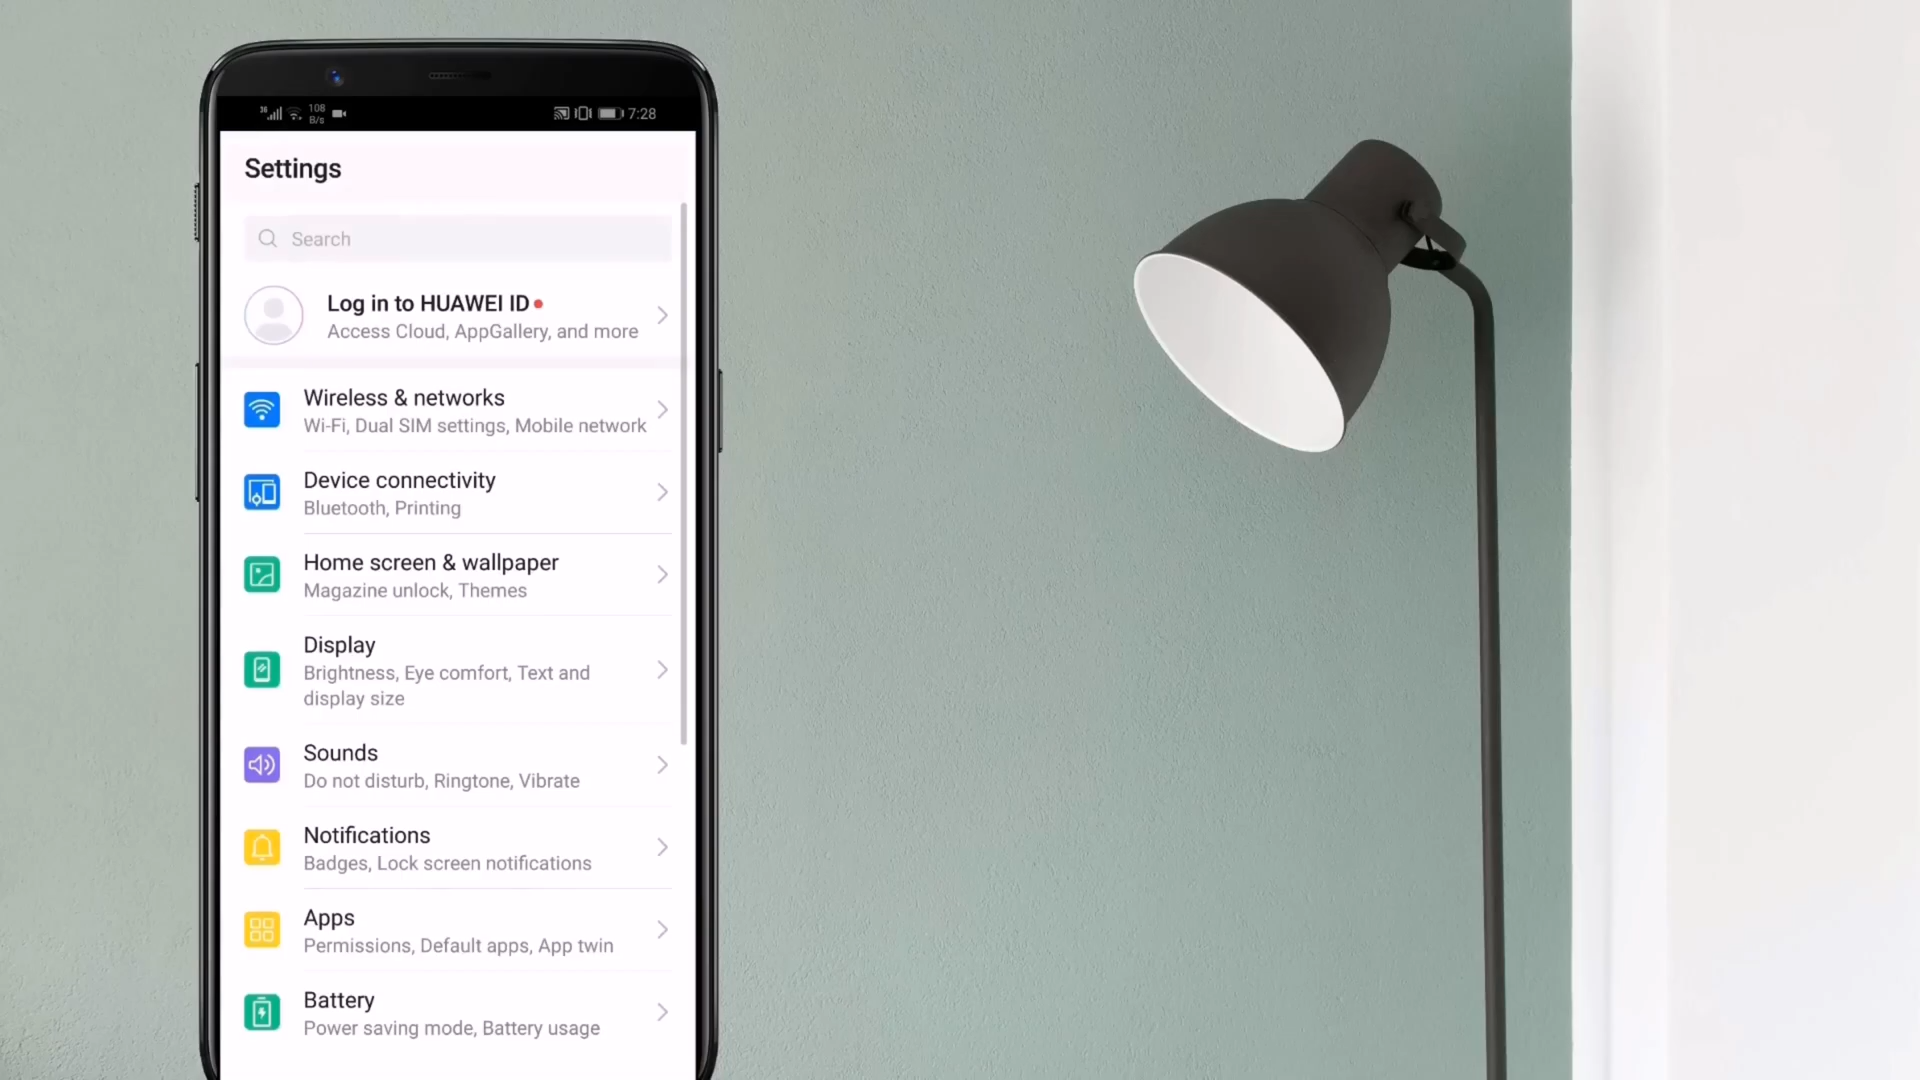 3G 108 B/s 7:28
Settings
Search
Log in to HUAWEI ID
Access Cloud, AppGallery, and more
Wireless & networks
Wi-Fi, Dual SIM settings, Mobile network
Device connectivity
Bluetooth, Printing
Home screen & wallpaper
Magazine unlock, Themes
Display
Brightness, Eye comfort, Text and
display size
Sounds
Do not disturb, Ringtone, Vibrate
Notifications
Badges, Lock screen notifications
Apps
Permissions, Default apps, App twin
Battery
Power saving mode, Battery usage